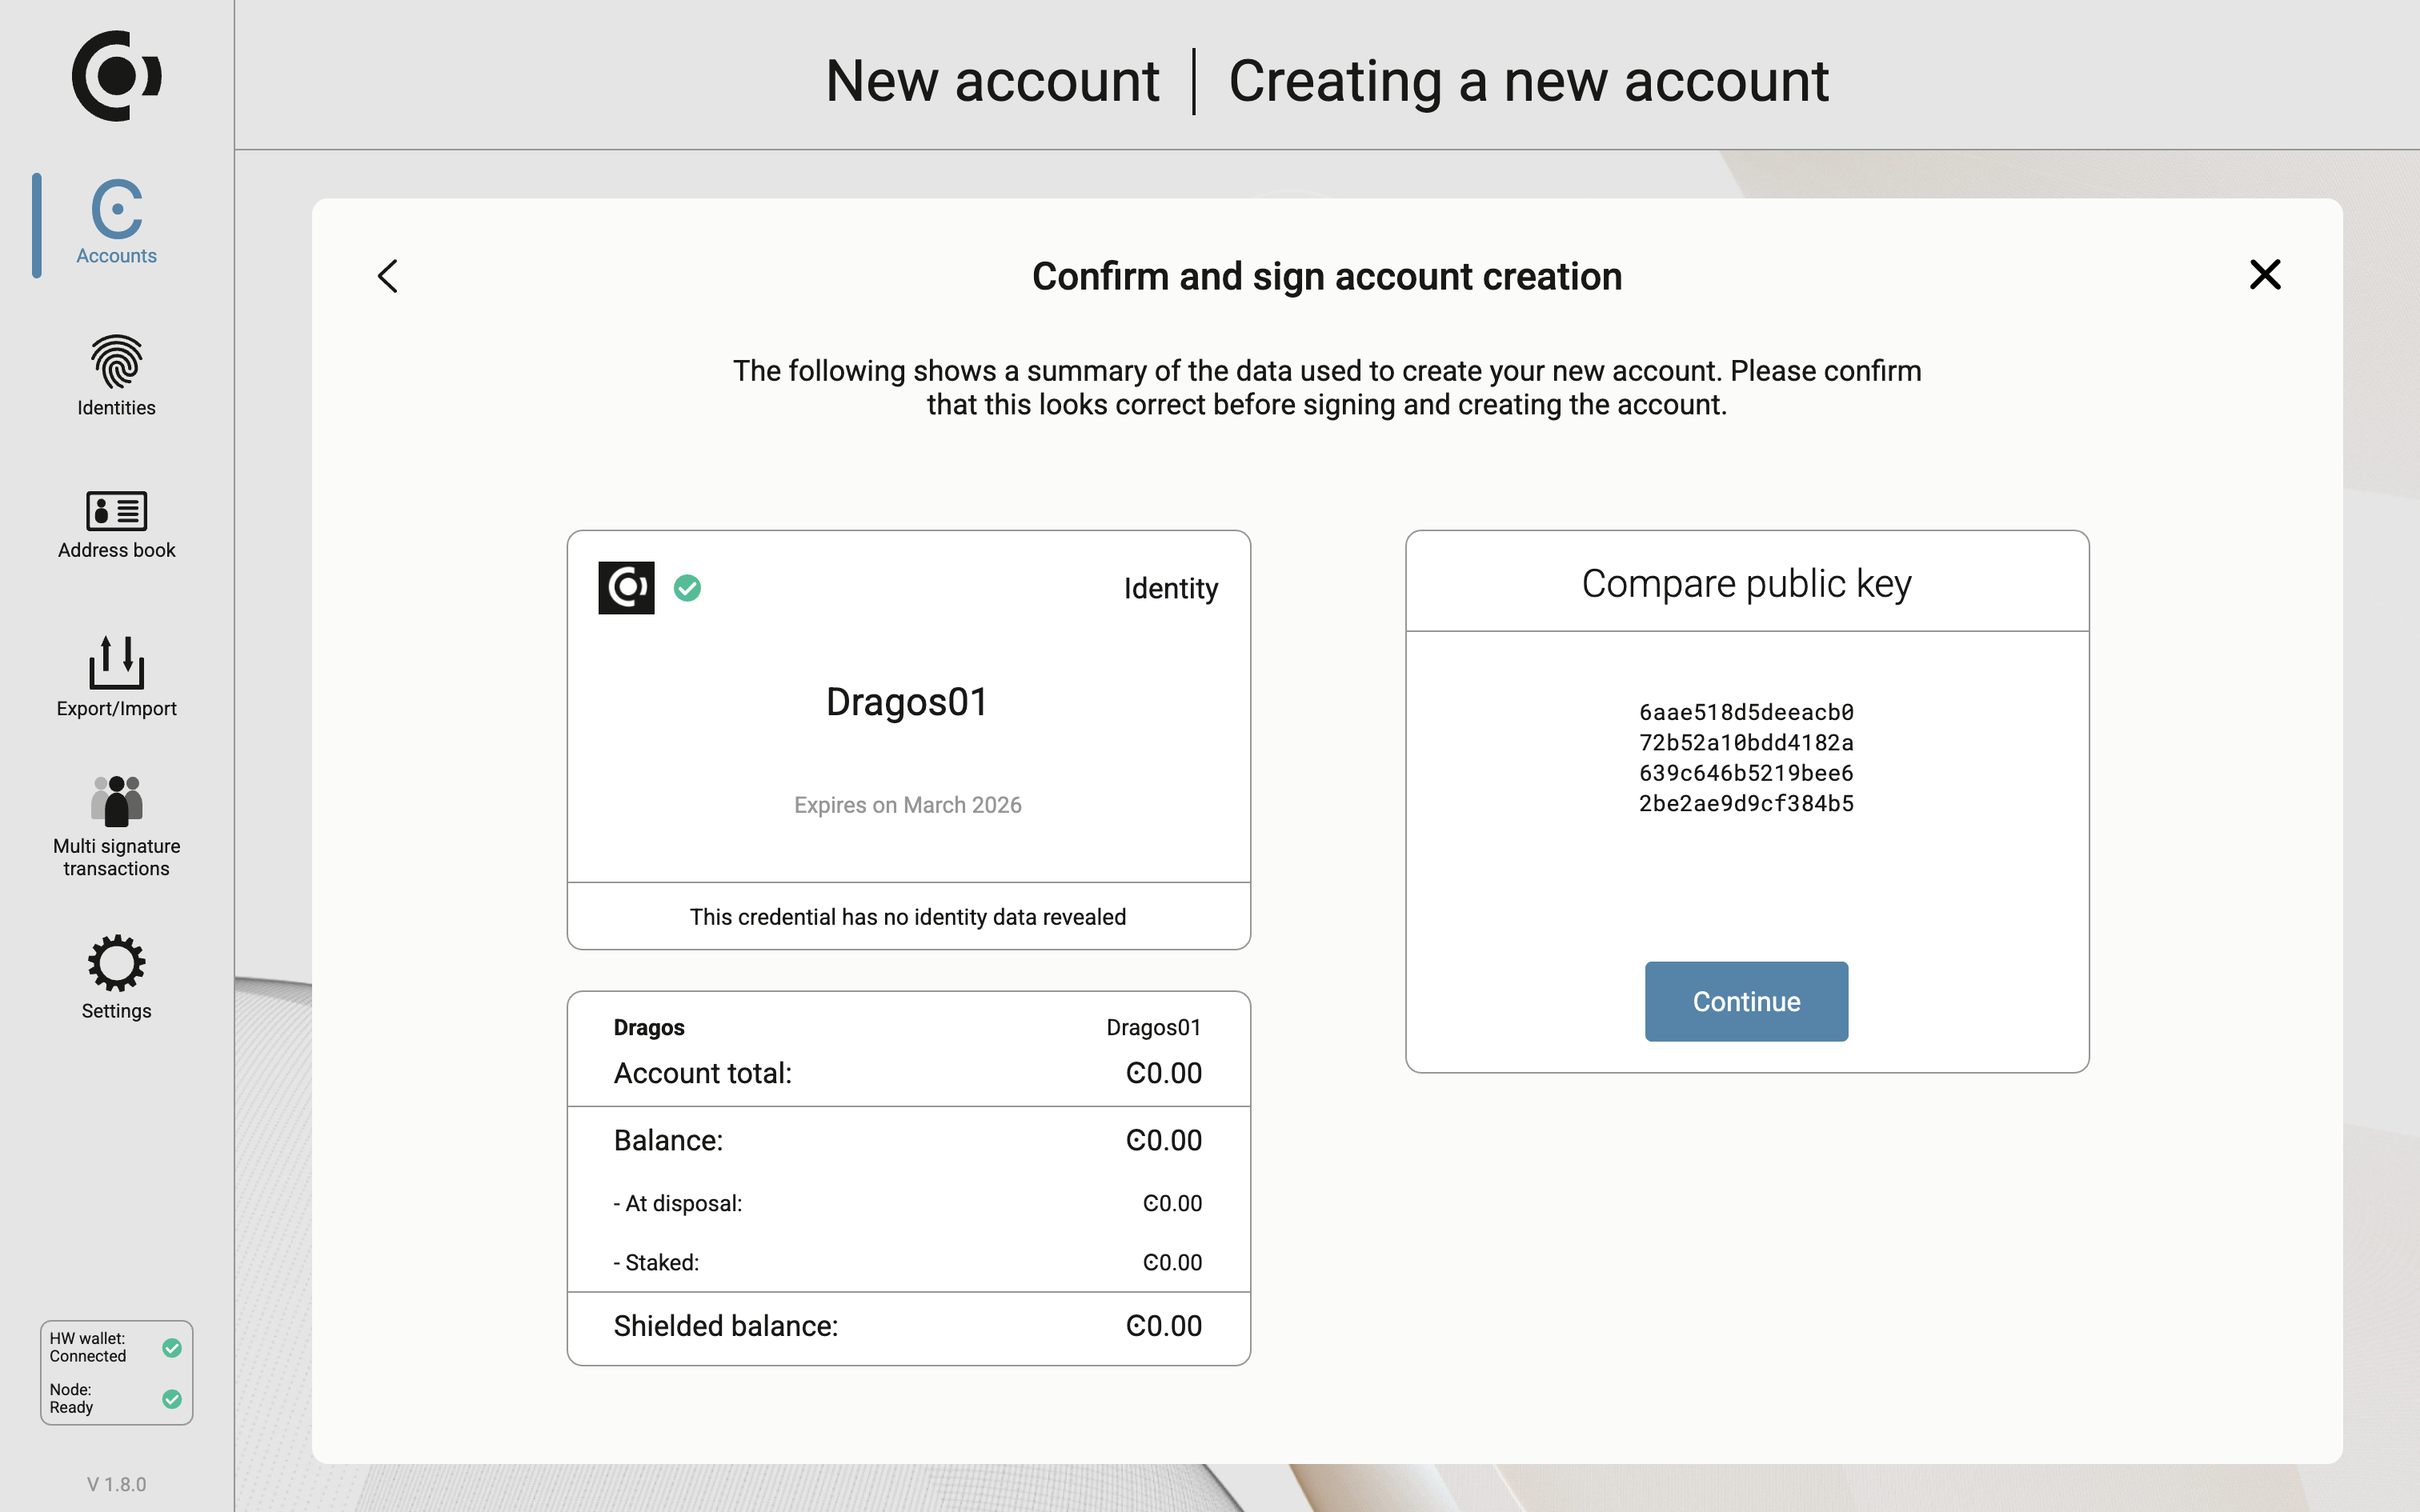 New account | Creating a new account
Accounts
Identities
Address book
Export/Import
Multi signature
transactions
Settings
HW wallet:
Connected
Node:
Ready
V 1.8.0
Confirm and sign account creation
The following shows a summary of the data used to create your new account. Please confirm
that this looks correct before signing and creating the account.
Identity
Dragos01
Expires on March 2026
This credential has no identity data revealed
Dragos Dragos01
Account total: Ͼ0.00
Balance: Ͼ0.00
- At disposal: Ͼ0.00
- Staked: Ͼ0.00
Shielded balance: Ͼ0.00
Compare public key
6aae518d5deeacb0
72b52a10bdd4182a
639c646b5219bee6
2be2ae9d9cf384b5
Continue